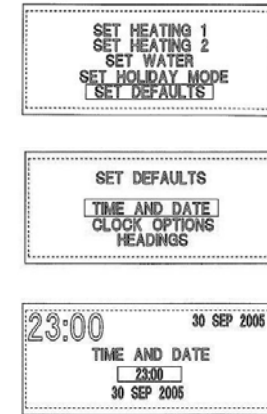 SET HEATING 1
SET HEATING 2
SET WATER
SET HOLIDAY MODE
SET DEFAULTS
SET DEFAULTS
TIME AND DATE
CLOCK OPTIONS
HEADINGS
23:00 30 SEP 2005
TIME AND DATE
23:00
30 SEP 2005